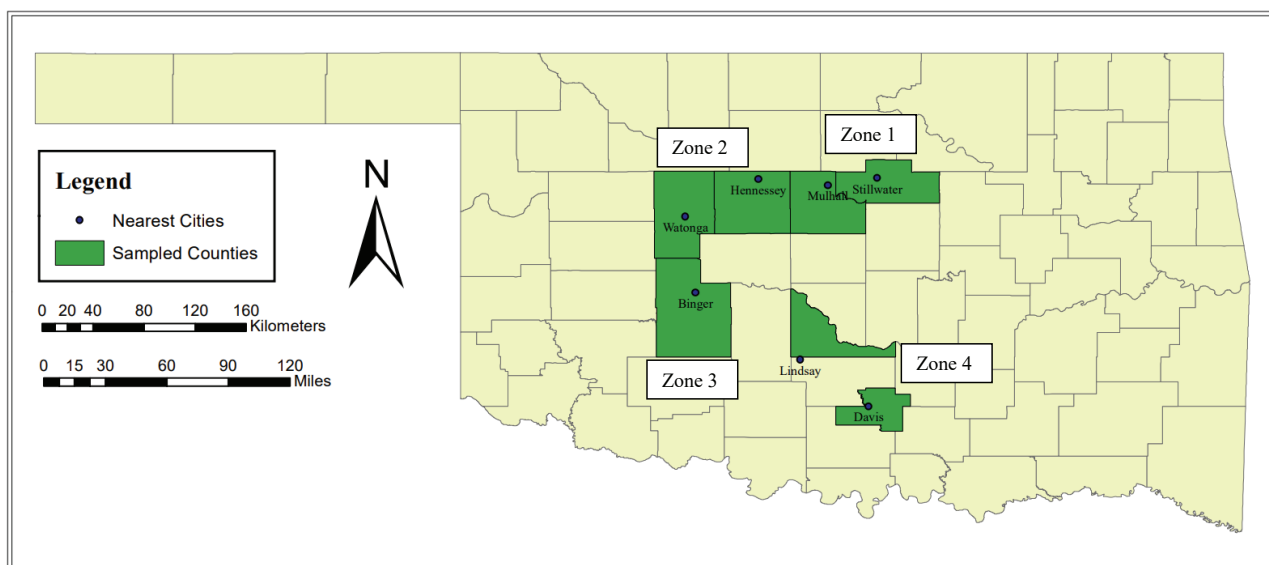 Zone 1
Zone 2
Hennessey
Mulhall
Stillwater
Watonga
Binger
Zone 3
Lindsay
Zone 4
Davis
N
Legend
Nearest Cities
Sampled Counties
0 20 40 80 120 160
Kilometers
0 15 30 60 90 120
Miles